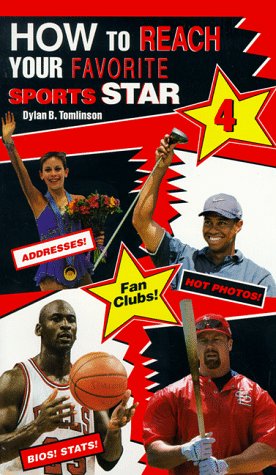 HOW TO REACH
YOUR FAVORITE
SPORTS STAR
4
Dylan B. Tomlinson
ADDRESSES!
Fan
Clubs!
HOT PHOTOS!
BIOS! STATS!